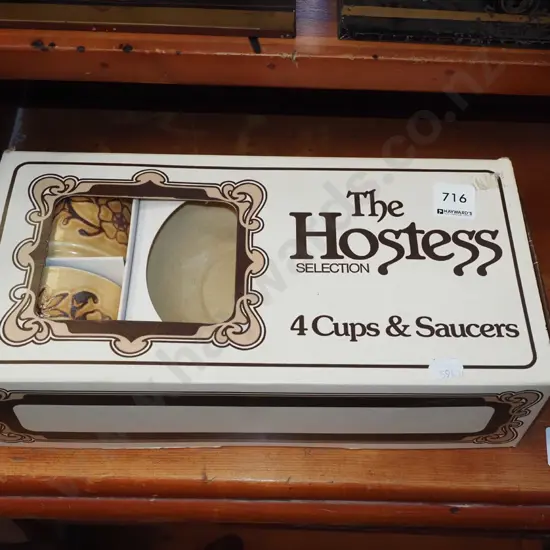 The
Hostess
SELECTION
4 Cups & Saucers
716
HAYWARD'S